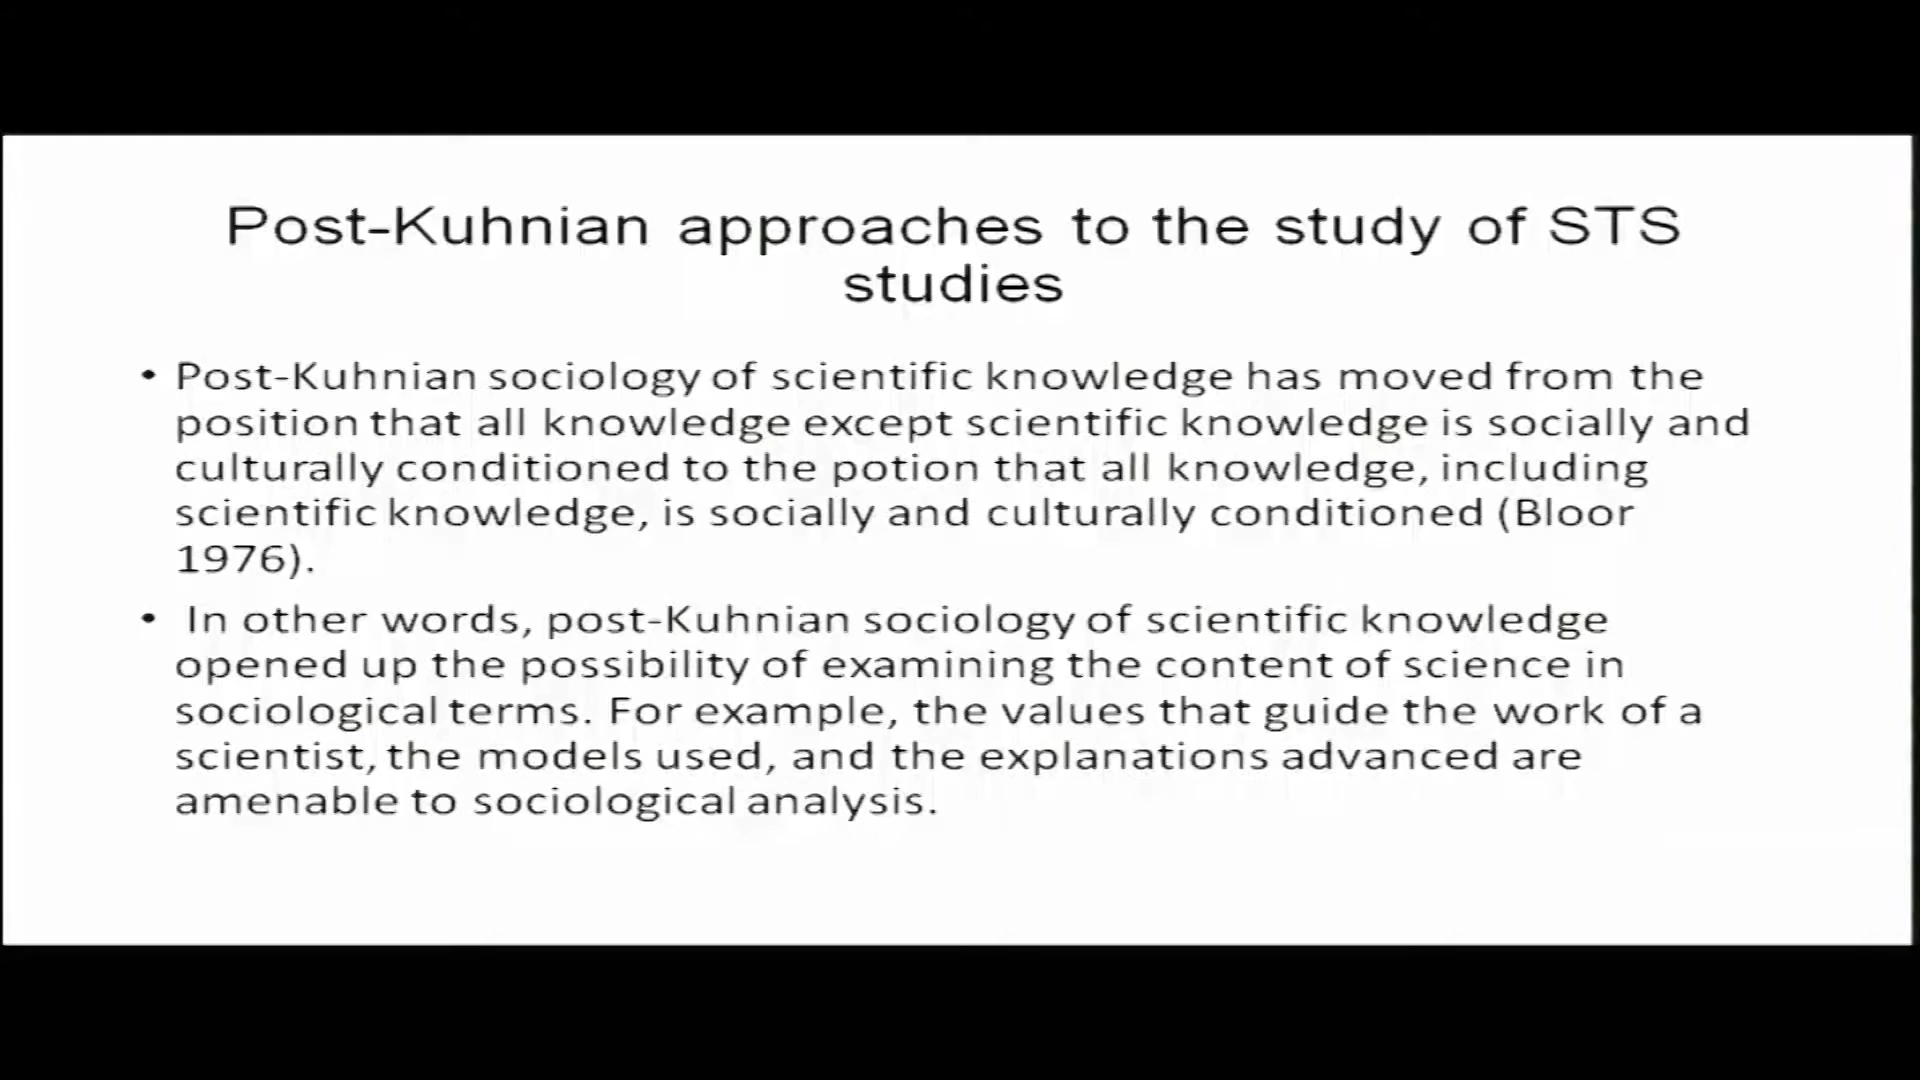 Post-Kuhnian approaches to the study of STS
studies
• Post-Kuhnian sociology of scientific knowledge has moved from the
position that all knowledge except scientific knowledge is socially and
culturally conditioned to the potion that all knowledge, including
scientific knowledge, is socially and culturally conditioned (Bloor
1976).
• In other words, post-Kuhnian sociology of scientific knowledge
opened up the possibility of examining the content of science in
sociological terms. For example, the values that guide the work of a
scientist, the models used, and the explanations advanced are
amenable to sociological analysis.